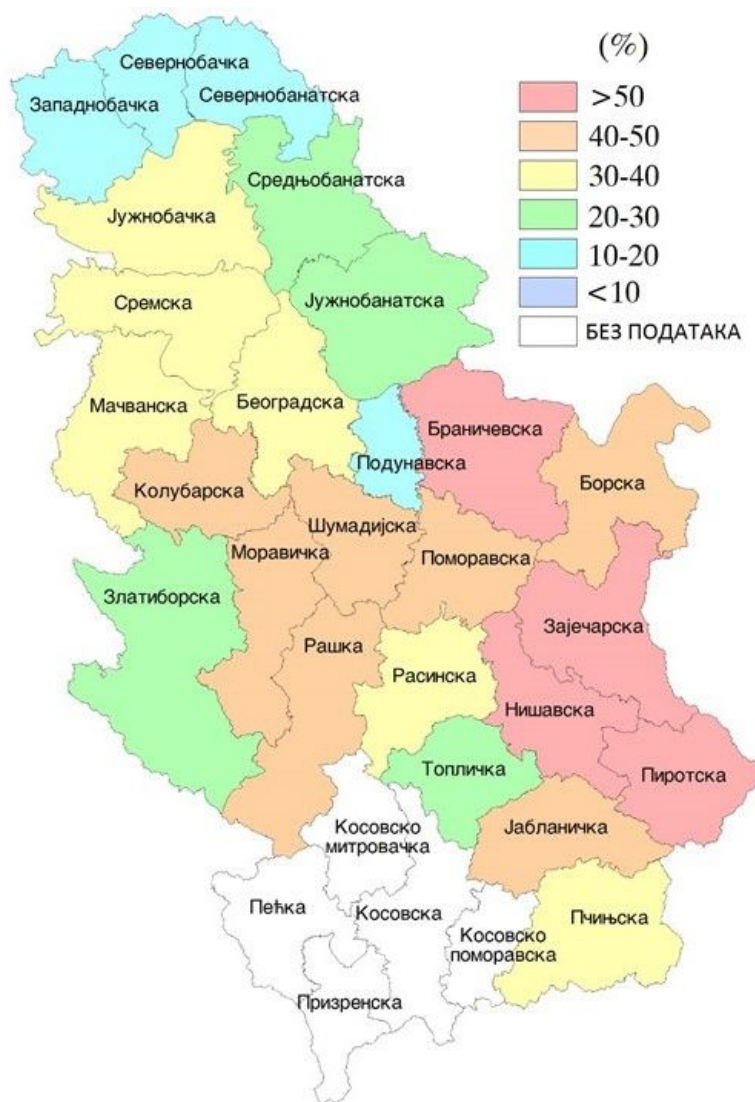 (%)
>50
40-50
30-40
20-30
10-20
<10
БЕЗ ПОДАТАКА
Севернобачка
Западнобачка
Севернобанатска
Средњобанатска
Јужнобачка
Јужнобанатска
Сремска
Мачванска
Београдска
Браничевска
Подунавска
Борска
Колубарска
Шумадијска
Моравичка
Поморавска
Златиборска
Зајечарска
Рашка
Расинска
Нишавска
Топличка
Пиротска
Јабланичка
Косовско
митровачка
Пећка
Косовска
Косовско
поморавска
Пчињска
Призренска